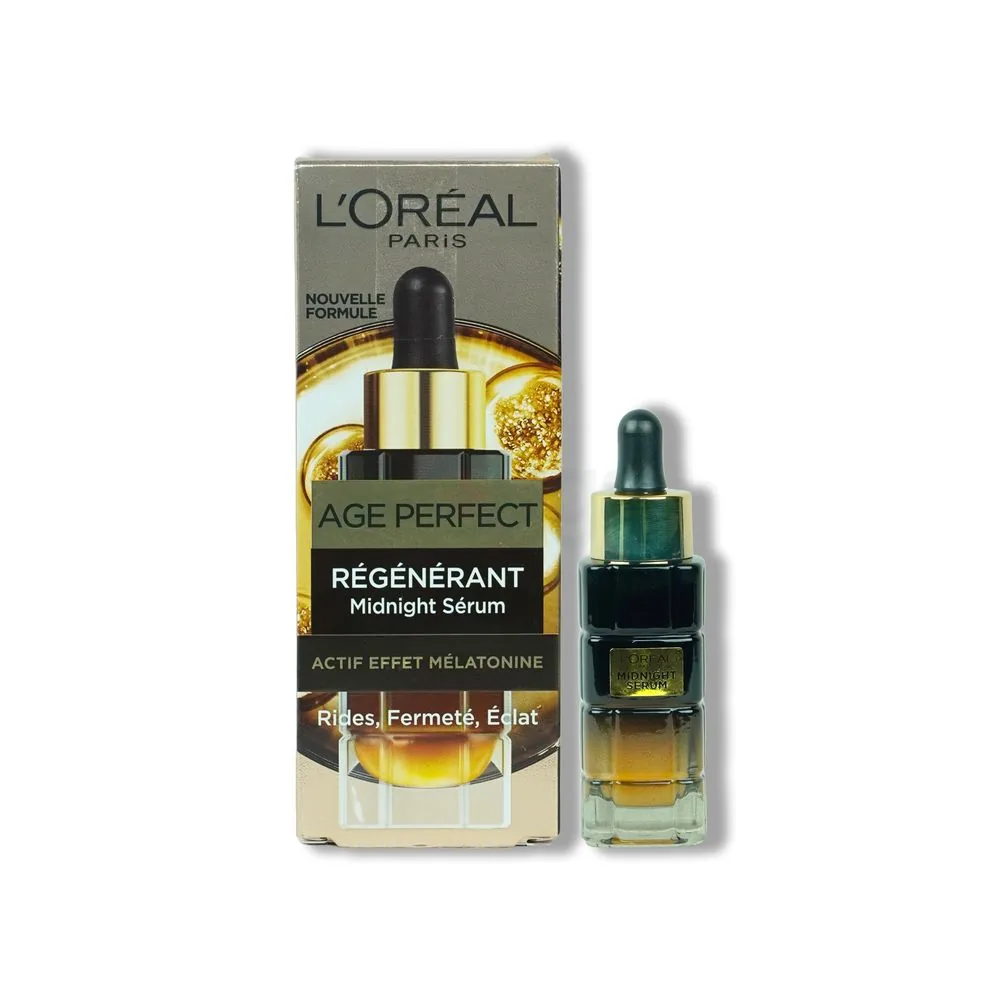 L'ORÉAL
PARiS
NOUVELLE
FORMULE
AGE PERFECT
RÉGÉNÉRANT
Midnight Sérum
ACTIF EFFET MÉLATONINE
Rides, Fermeté, Éclat
L'ORÉAL
MIDNIGHT
SERUM